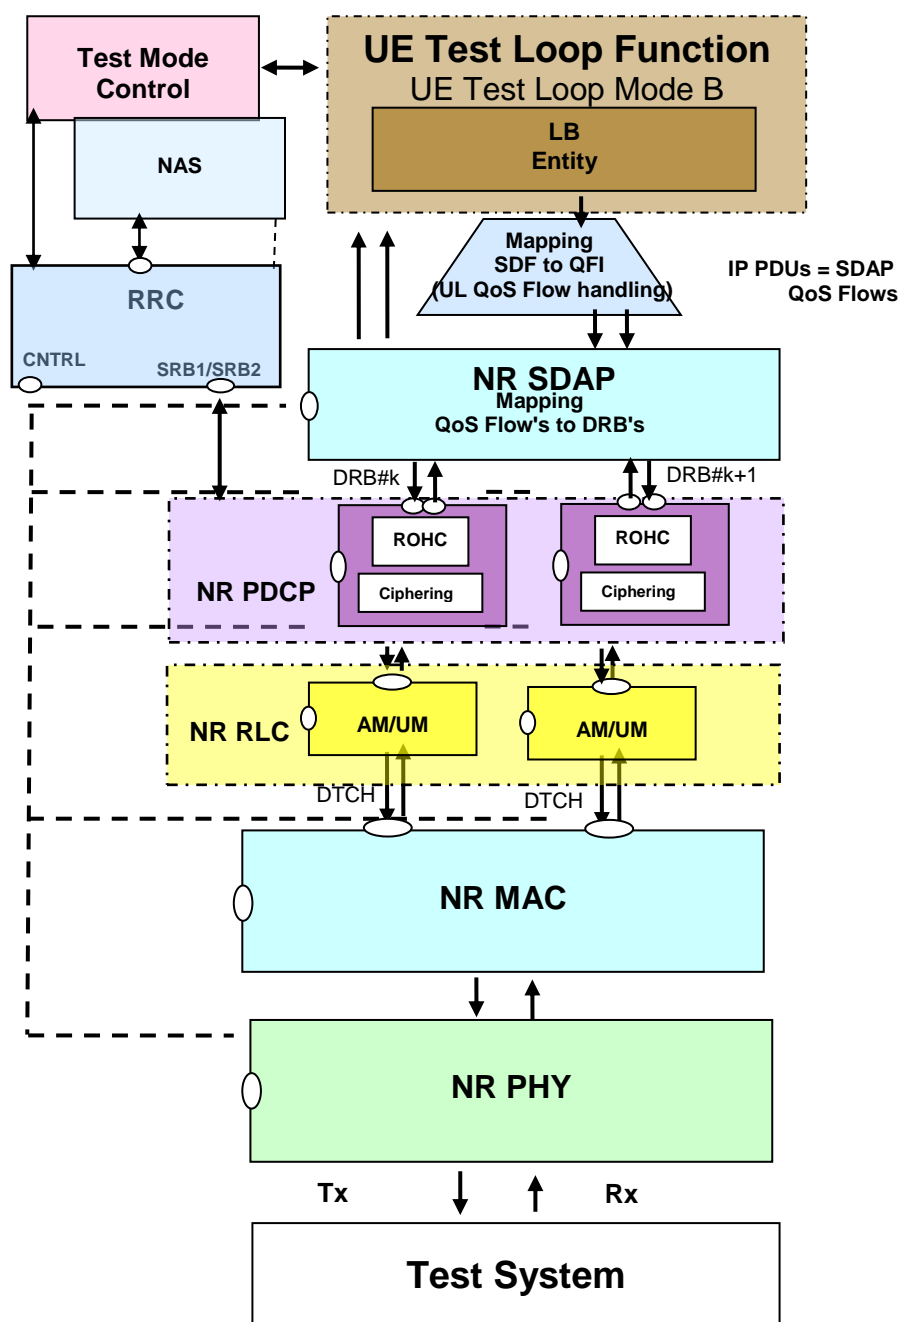 Test Mode
Control
UE Test Loop Function
UE Test Loop Mode B
LB
Entity
NAS
Mapping
SDF to QFI
(UL QoS Flow handling)
IP PDUs = SDAP
QoS Flows
RRC
CNTRL
SRB1/SRB2
NR SDAP
Mapping
QoS Flow's to DRB's
DRB#k
DRB#k+1
ROHC
ROHC
NR PDCP
Ciphering
Ciphering
NR RLC
AM/UM
AM/UM
DTCH
DTCH
NR MAC
NR PHY
Tx
Rx
Test System